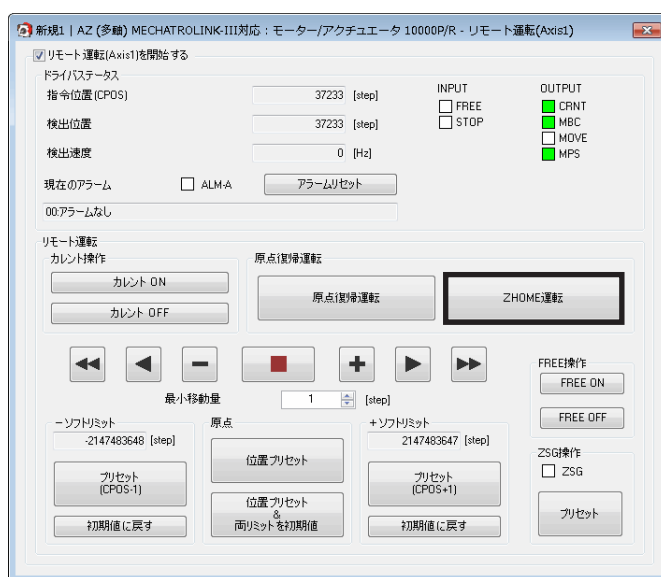 新規1 | AZ (多軸) MECHATROLINK-III対応 : モーター/アクチュエータ 10000P/R - リモート運転(Axis1)
リモート運転(Axis1)を開始する
ドライバステータス
指令位置(CPOS)
37233 [step]
検出位置
37233 [step]
検出速度
0 [Hz]
INPUT
FREE
STOP
OUTPUT
CRNT
MBC
MOVE
MPS
現在のアラーム
ALM-A
アラームリセット
00:アラームなし
リモート運転
カレント操作
カレント ON
カレント OFF
原点復帰運転
原点復帰運転
ZHOME運転
最小移動量
1 [step]
FREE操作
FREE ON
FREE OFF
−ソフトリミット
-2147483648 [step]
プリセット
(CPOS-1)
初期値に戻す
原点
位置プリセット
位置プリセット
&
両リミットを初期値
+ソフトリミット
2147483647 [step]
プリセット
(CPOS+1)
初期値に戻す
ZSG操作
ZSG
プリセット